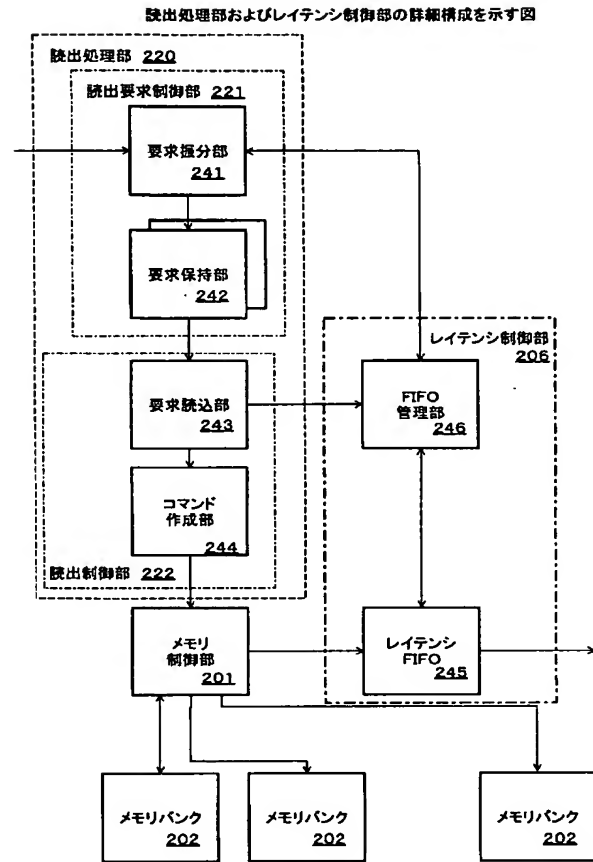 読出処理部およびレイテンシ制御部の詳細構成を示す図
読出処理部 220
読出要求制御部 221
要求振分部
241
要求保持部
242
レイテンシ制御部
206
要求読込部
243
FIFO
管理部
246
コマンド
作成部
244
読出制御部 222
メモリ
制御部
201
レイテンシ
FIFO
245
メモリバンク
202
メモリバンク
202
メモリバンク
202